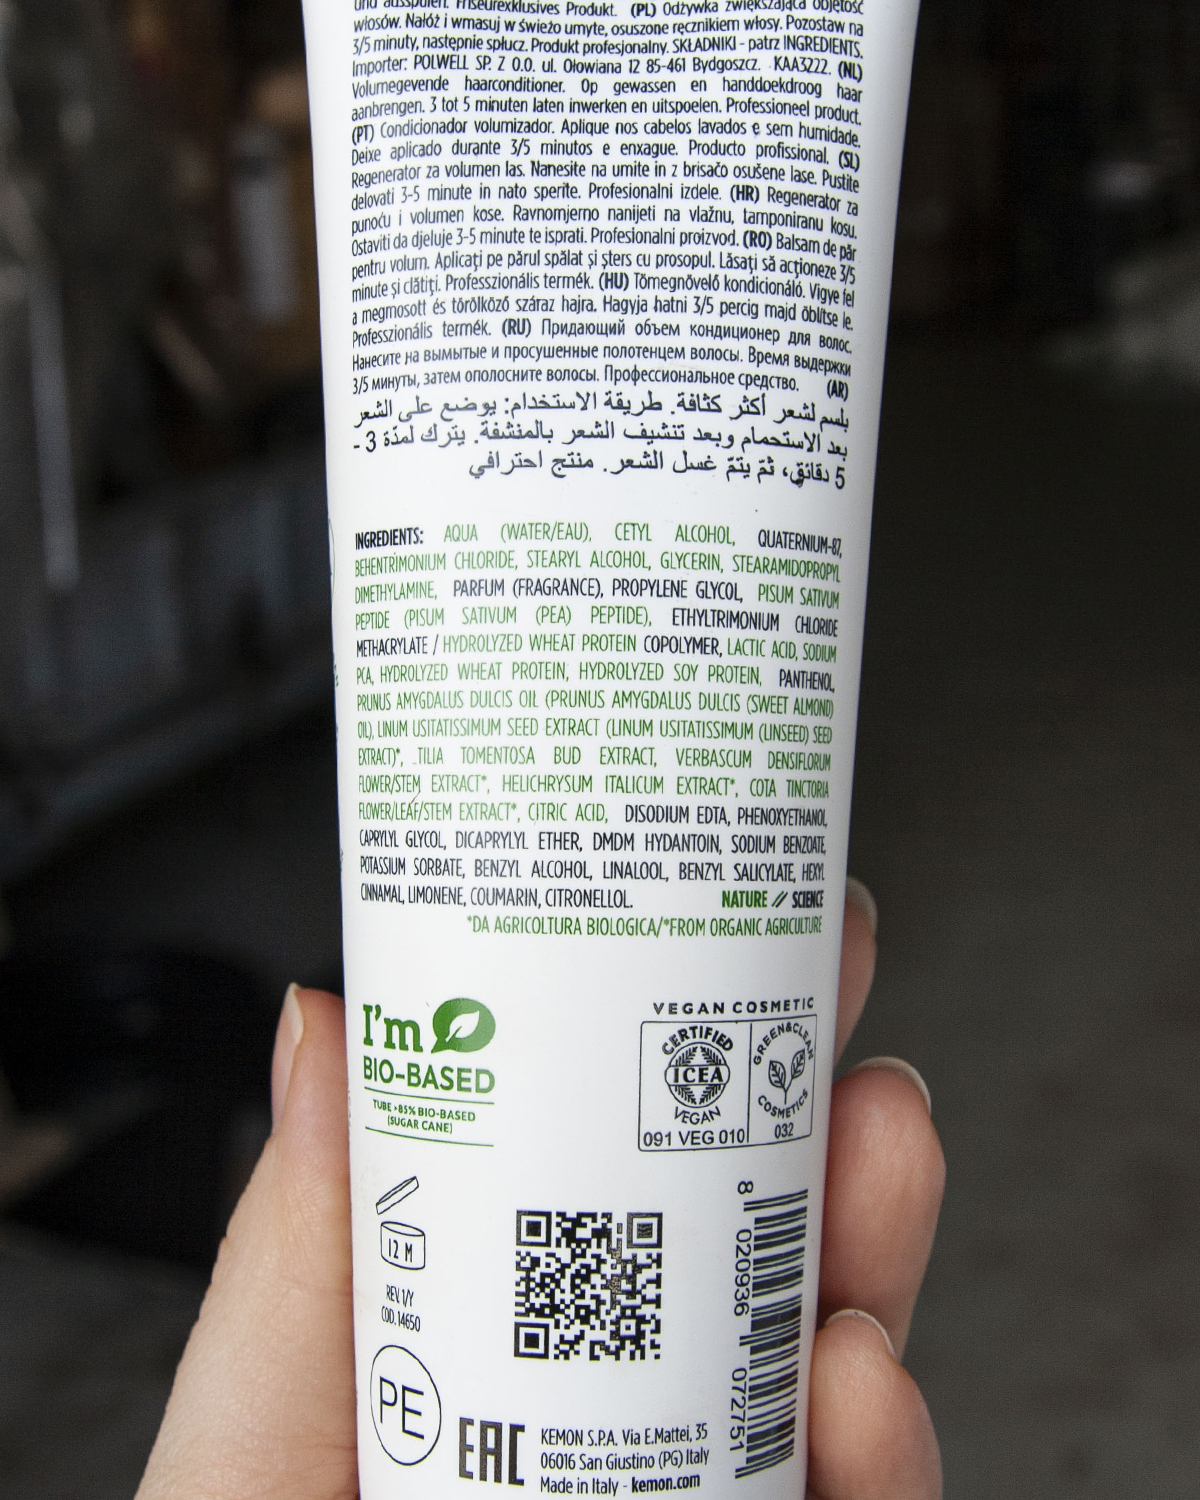 und ausspülen. Friseurexklusives Produkt. (PL) Odżywka zwiększająca objętość
włosów. Nałóż i wmasuj w świeżo umyte, osuszone ręcznikiem włosy. Pozostaw na
3/5 minuty, następnie spłucz. Produkt profesjonalny. SKŁADNIKI - patrz INGREDIENTS.
Importer: POLWELL SP. Z O.O. ul. Ołowiana 12 85-461 Bydgoszcz. KAA3222. (NL)
Volumegevende haarconditioner. Op gewassen en handdoekdroog haar
aanbrengen. 3 tot 5 minuten laten inwerken en uitspoelen. Professioneel product.
(PT) Condicionador volumizador. Aplique nos cabelos lavados e sem humidade.
Deixe aplicado durante 3/5 minutos e enxague. Producto profissional. (SL)
Regenerator za volumen las. Nanesite na umite in z brisačo osušene lase. Pustite
delovati 3-5 minute in nato sperite. Profesionalni izdele. (HR) Regenerator za
punoću i volumen kose. Ravnomjerno nanijeti na vlažnu, tamponiranu kosu.
Ostaviti da djeluje 3-5 minute te isprati. Profesionalni proizvod. (RO) Balsam de păr
pentru volum. Aplicați pe părul spălat și șters cu prosopul. Lăsați să acționeze 3/5
minute și clătiți. Professzionális termék. (HU) Tömegnövelő kondicionáló. Vigye fel
a megmosott és törölköző száraz hajra. Hagyja hatni 3/5 percig majd öblítse le.
Professzionális termék. (RU) Придающий объем кондиционер для волос.
Нанесите на вымытые и просушенные полотенцем волосы. Время выдержки
3/5 минуты, затем ополосните волосы. Профессиональное средство. (AR)
بلسم لشعر أكثر كثافة. طريقة الاستخدام: يوضع على الشعر
بعد الاستحمام وبعد تنشيف الشعر بالمنشفة. يترك لمدّة 3 -
5 دقائق، ثمّ يتمّ غسل الشعر. منتج احترافي
INGREDIENTS: AQUA (WATER/EAU), CETYL ALCOHOL, QUATERNIUM-87,
BEHENTRIMONIUM CHLORIDE, STEARYL ALCOHOL, GLYCERIN, STEARAMIDOPROPYL
DIMETHYLAMINE, PARFUM (FRAGRANCE), PROPYLENE GLYCOL, PISUM SATIVUM
PEPTIDE (PISUM SATIVUM (PEA) PEPTIDE), ETHYLTRIMONIUM CHLORIDE
METHACRYLATE / HYDROLYZED WHEAT PROTEIN COPOLYMER, LACTIC ACID, SODIUM
PCA, HYDROLYZED WHEAT PROTEIN, HYDROLYZED SOY PROTEIN, PANTHENOL,
PRUNUS AMYGDALUS DULCIS OIL (PRUNUS AMYGDALUS DULCIS (SWEET ALMOND)
OIL), LINUM USITATISSIMUM SEED EXTRACT (LINUM USITATISSIMUM (LINSEED) SEED
EXTRACT)*, TILIA TOMENTOSA BUD EXTRACT, VERBASCUM DENSIFLORUM
FLOWER/STEM EXTRACT*, HELICHRYSUM ITALICUM EXTRACT*, COTA TINCTORIA
FLOWER/LEAF/STEM EXTRACT*, CITRIC ACID, DISODIUM EDTA, PHENOXYETHANOL,
CAPRYLYL GLYCOL, DICAPRYLYL ETHER, DMDM HYDANTOIN, SODIUM BENZOATE,
POTASSIUM SORBATE, BENZYL ALCOHOL, LINALOOL, BENZYL SALICYLATE, HEXYL
CINNAMAL, LIMONENE, COUMARIN, CITRONELLOL. NATURE // SCIENCE
*DA AGRICOLTURA BIOLOGICA/*FROM ORGANIC AGRICULTURE
I'm
BIO-BASED
TUBE >85% BIO-BASED
(SUGAR CANE)
VEGAN COSMETIC
CERTIFIED
ICEA
VEGAN
091 VEG 010
GREEN&CLEAN
COSMETICS
032
12 M
REV. 1/Y
COD. 14650
PE
EAC
KEMON S.P.A. Via E.Mattei, 35
06016 San Giustino (PG) Italy
Made in Italy - kemon.com
8 020936 072751